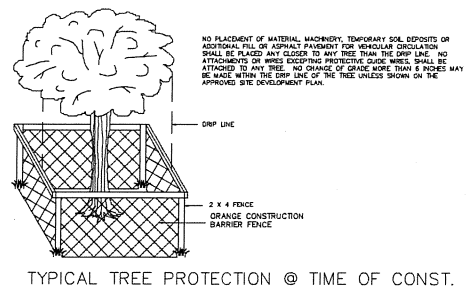 NO PLACEMENT OF MATERIAL, MACHINERY, TEMPORARY SOIL DEPOSITS OR
ADDITIONAL FILL OR ASPHALT PAVEMENT FOR VEHICULAR CIRCULATION
SHALL BE PLACED ANY CLOSER TO ANY TREE THAN THE DRIP LINE. NO
ATTACHMENTS OR WIRES EXCEPTING PROTECTIVE GUIDE WIRES, SHALL BE
ATTACHED TO ANY TREE. NO CHANGE OF GRADE MORE THAN 6 INCHES MAY
BE MADE WITHIN THE DRIP LINE OF THE TREE UNLESS SHOWN ON THE
APPROVED SITE DEVELOPMENT PLAN.
DRIP LINE
2 X 4 FENCE
ORANGE CONSTRUCTION
BARRIER FENCE
TYPICAL TREE PROTECTION @ TIME OF CONST.